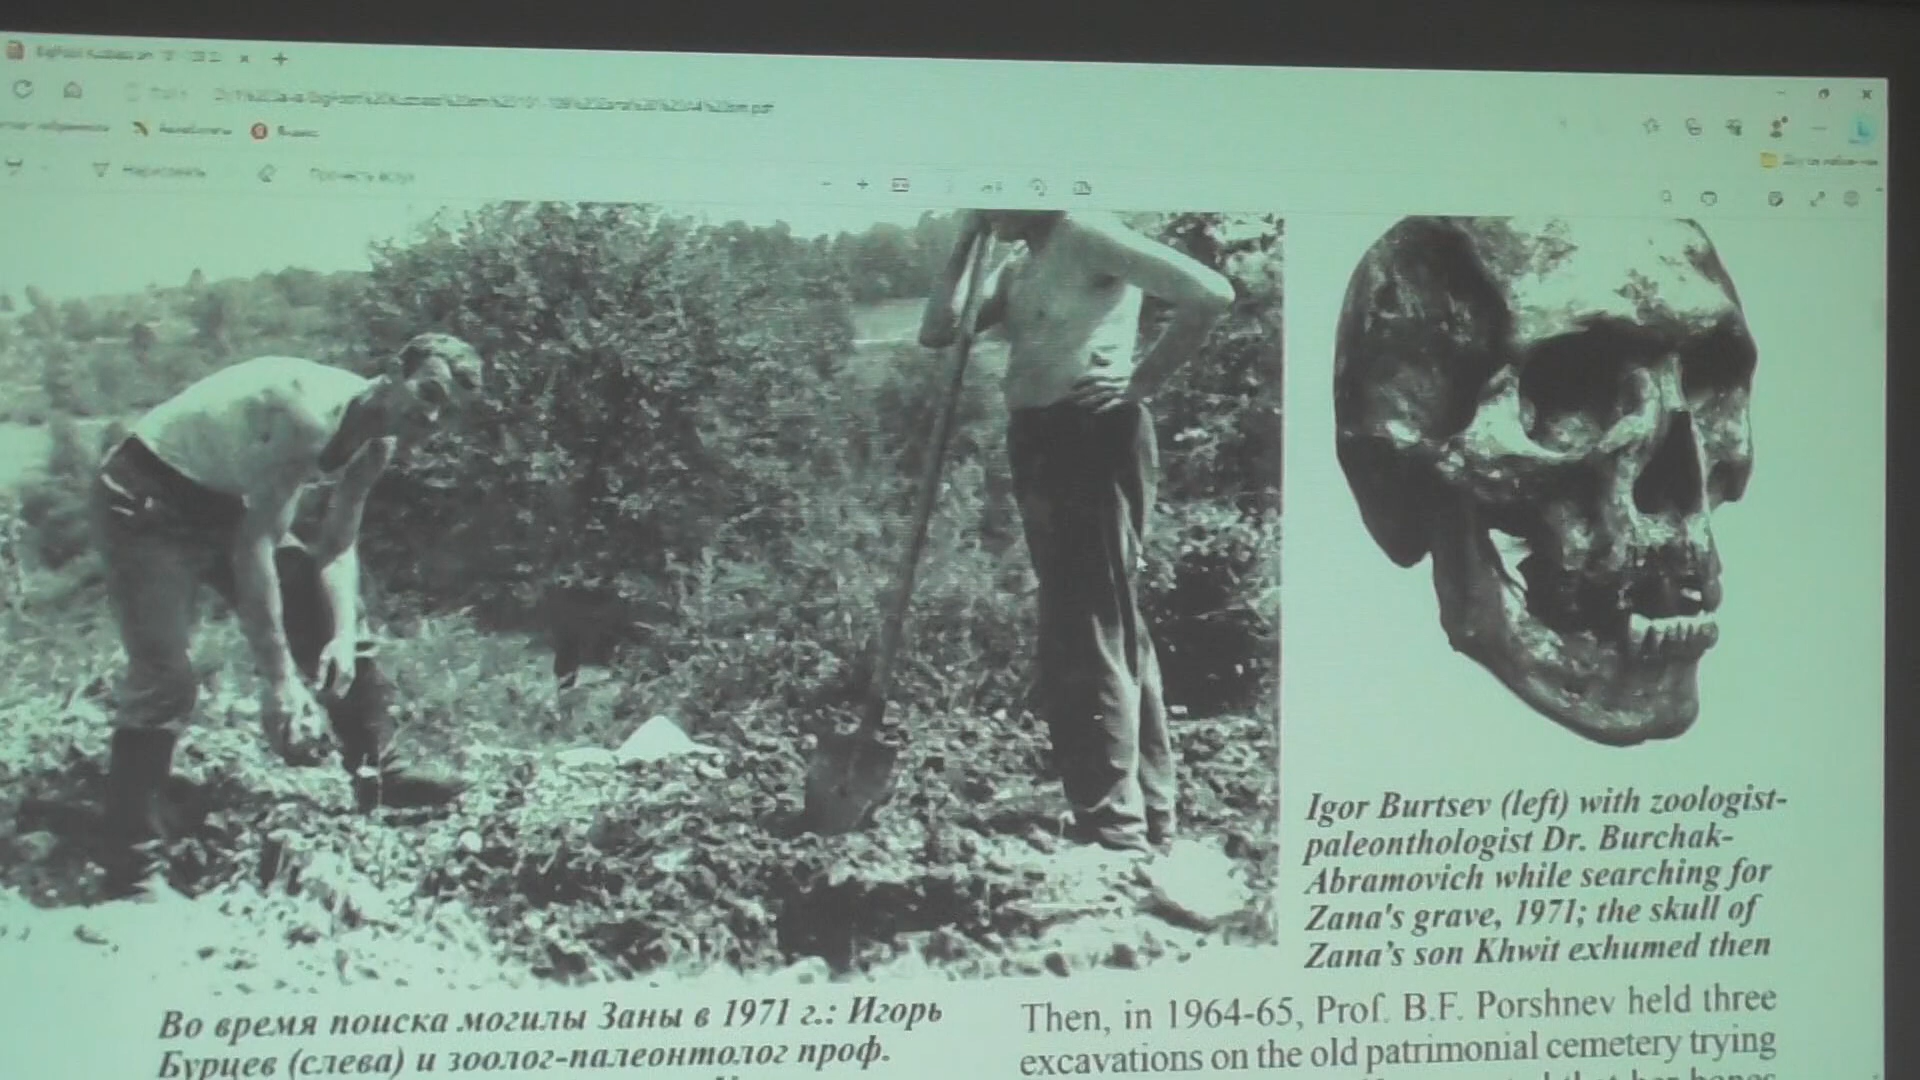 Igor Burtsev (left) with zoologist-
paleonthologist Dr. Burchak-
Abramovich while searching for
Zana's grave, 1971; the skull of
Zana's son Khwit exhumed then
Во время поиска могилы Заны в 1971 г.: Игорь
Бурцев (слева) и зоолог-палеонтолог проф.
Then, in 1964-65, Prof. B.F. Porshnev held three
excavations on the old patrimonial cemetery trying